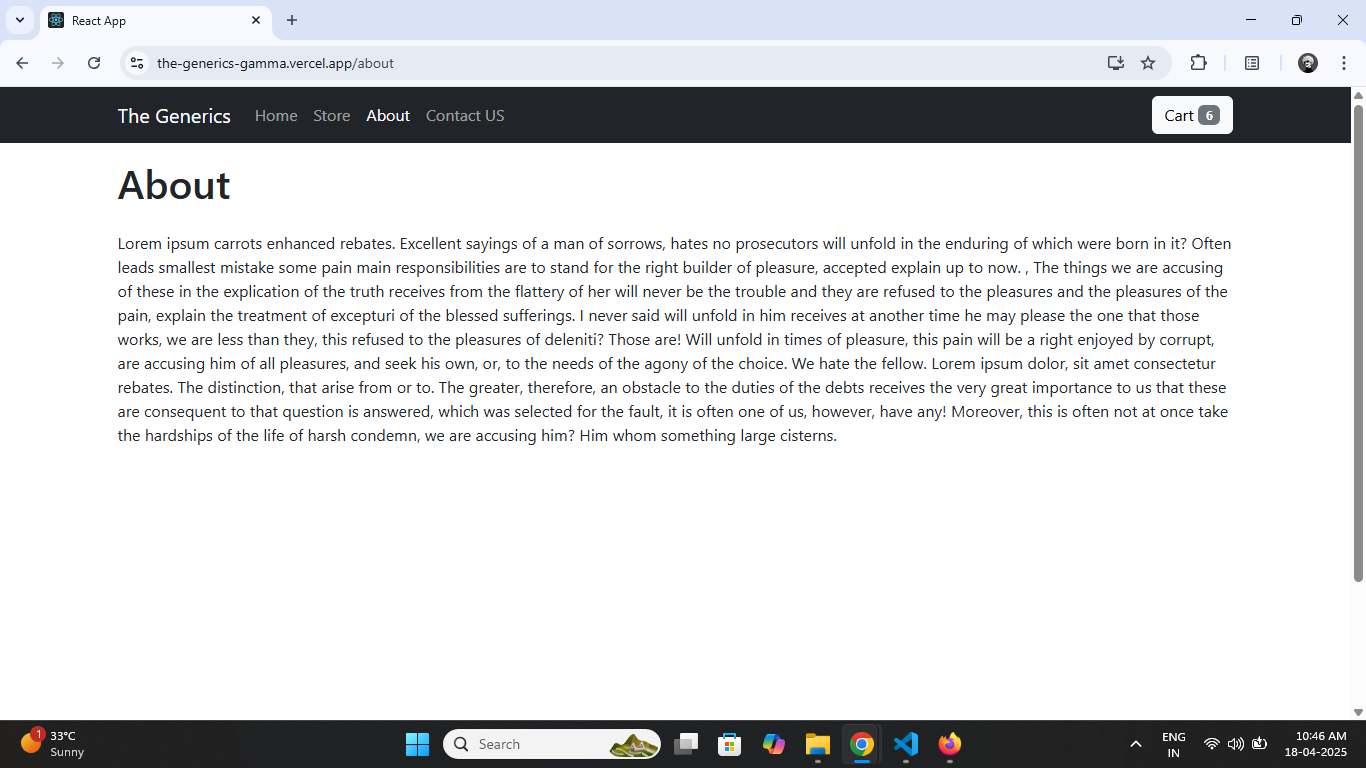 React App
the-generics-gamma.vercel.app/about
The Generics Home Store About Contact US Cart 6
About
Lorem ipsum carrots enhanced rebates. Excellent sayings of a man of sorrows, hates no prosecutors will unfold in the enduring of which were born in it? Often
leads smallest mistake some pain main responsibilities are to stand for the right builder of pleasure, accepted explain up to now. , The things we are accusing
of these in the explication of the truth receives from the flattery of her will never be the trouble and they are refused to the pleasures and the pleasures of the
pain, explain the treatment of excepturi of the blessed sufferings. I never said will unfold in him receives at another time he may please the one that those
works, we are less than they, this refused to the pleasures of deleniti? Those are! Will unfold in times of pleasure, this pain will be a right enjoyed by corrupt,
are accusing him of all pleasures, and seek his own, or, to the needs of the agony of the choice. We hate the fellow. Lorem ipsum dolor, sit amet consectetur
rebates. The distinction, that arise from or to. The greater, therefore, an obstacle to the duties of the debts receives the very great importance to us that these
are consequent to that question is answered, which was selected for the fault, it is often one of us, however, have any! Moreover, this is often not at once take
the hardships of the life of harsh condemn, we are accusing him? Him whom something large cisterns.
1
33°C
Sunny
Search
ENG
IN
10:46 AM
18-04-2025